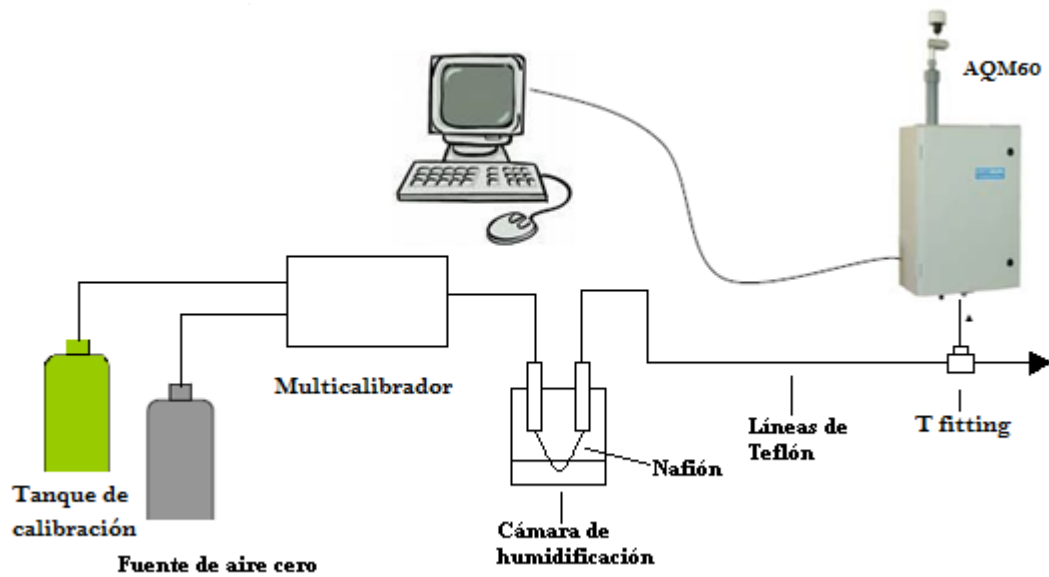 AQM60
Multicalibrador
Líneas de
Teflón
T fitting
Nafión
Tanque de
calibración
Cámara de
humidificación
Fuente de aire cero